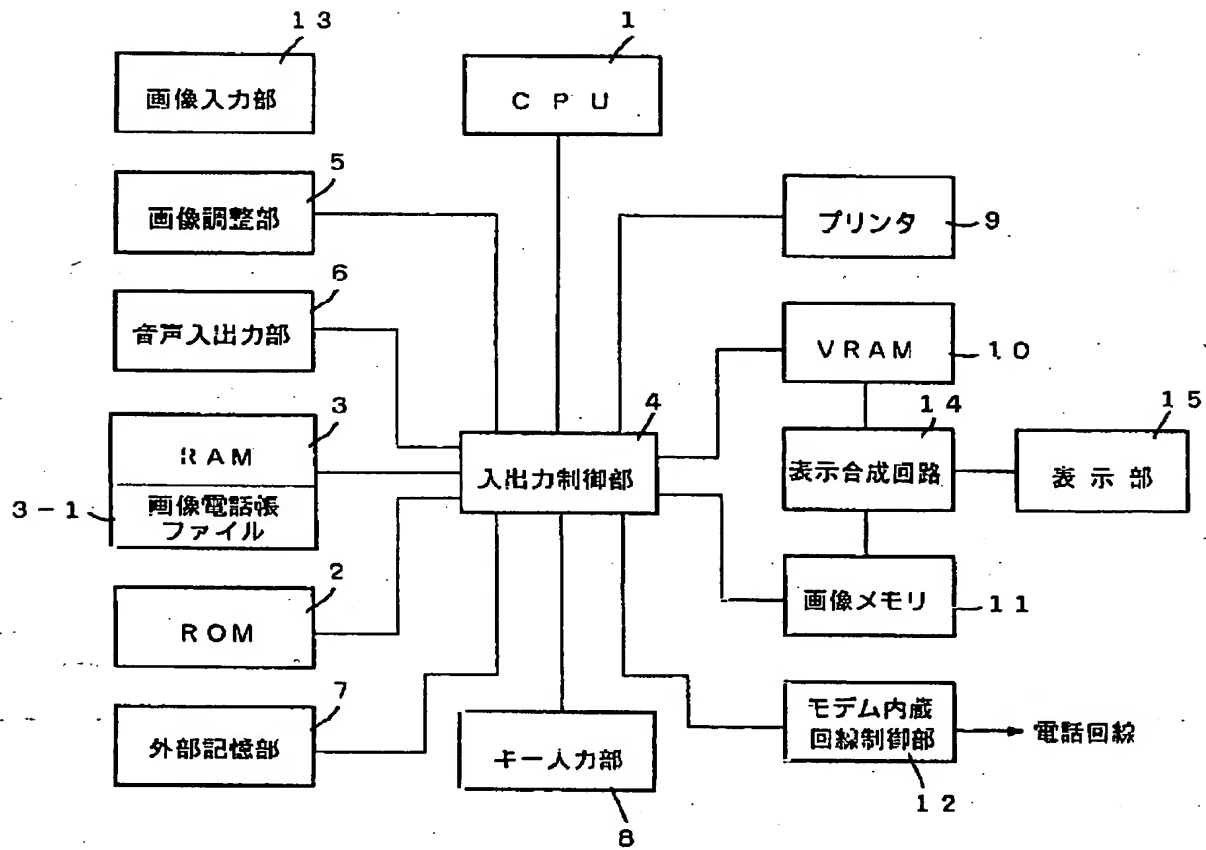 13
画像入力部
1
CPU
5
画像調整部
プリンタ
9
6
音声入出力部
VRAM
10
3
RAM
3-1
画像電話帳
ファイル
4
入出力制御部
14
表示合成回路
15
表示部
2
ROM
画像メモリ
11
7
外部記憶部
キー入力部
8
モデム内蔵
回線制御部
12
電話回線